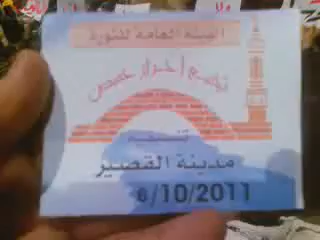 الهيئة العامة للثورة
تجمع أحرار حمص
تنسيقية
مدينة القصير
6/10/2011